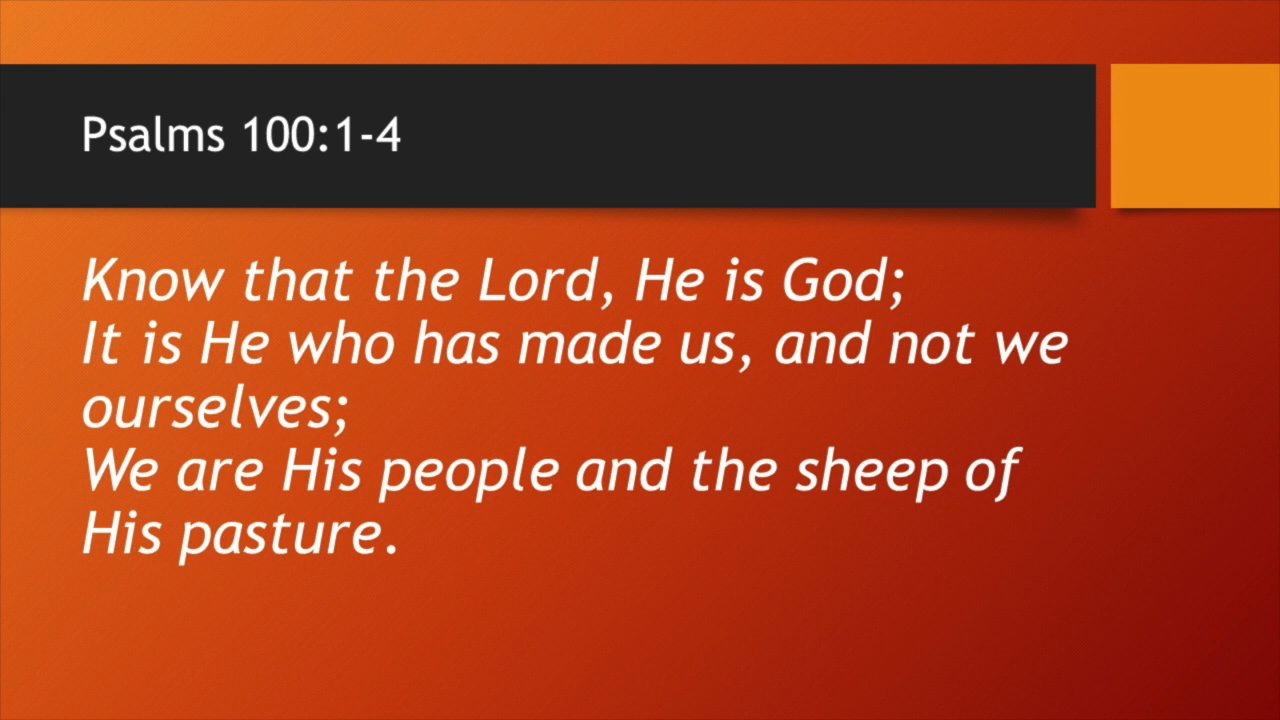 Psalms 100:1-4
Know that the Lord, He is God;
It is He who has made us, and not we
ourselves;
We are His people and the sheep of
His pasture.